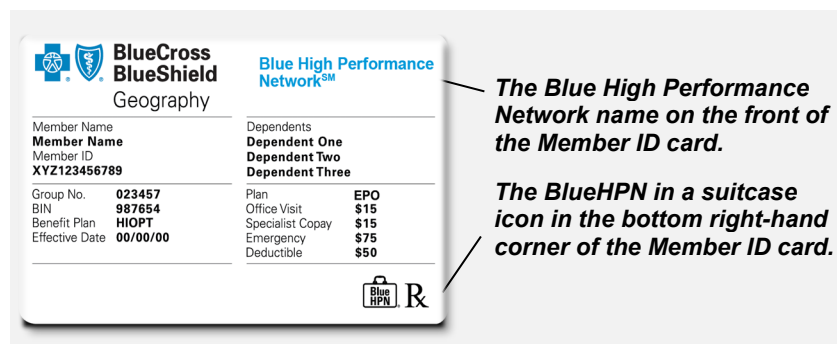 BlueCross
BlueShield
Geography
Blue High Performance
Network℠
Member Name
Member Name
Member ID
XYZ123456789
Dependents
Dependent One
Dependent Two
Dependent Three
Group No. 023457
BIN 987654
Benefit Plan HIOPT
Effective Date 00/00/00
Plan EPO
Office Visit $15
Specialist Copay $15
Emergency $75
Deductible $50
Blue
HPN
Rx
The Blue High Performance
Network name on the front of
the Member ID card.
The BlueHPN in a suitcase
icon in the bottom right-hand
corner of the Member ID card.